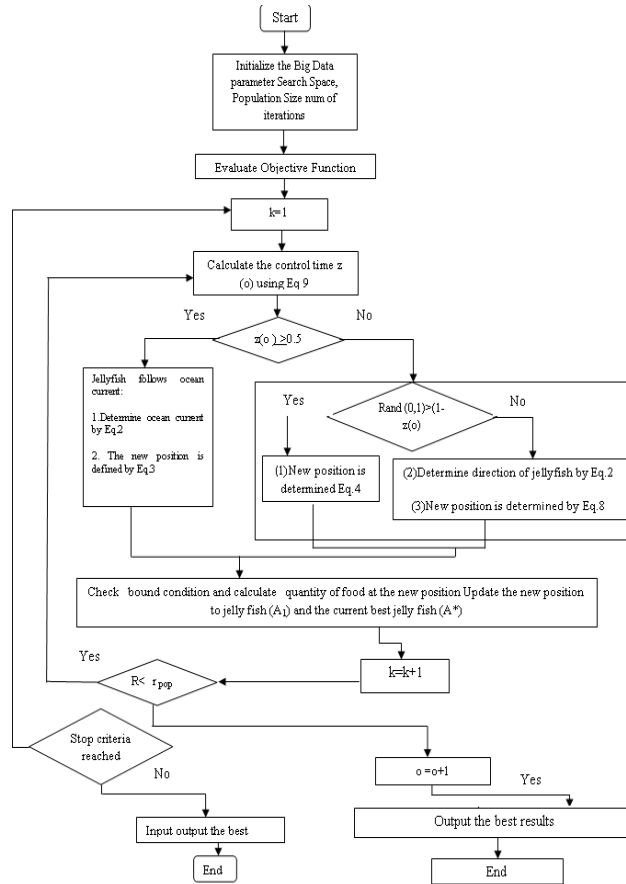 Start
Initialize the Big Data
parameter Search Space,
Population Size num of
iterations
Evaluate Objective Function
k=1
Calculate the control time z
(o) using Eq 9
Yes
No
z(o) ≥0.5
Jellyfish follows ocean
current:
1.Determine ocean current
by Eq.2
2. The new position is
defined by Eq.3
Yes
Rand (0,1)>(1-
z(o)
No
(1)New position is
determined Eq.4
(2)Determine direction of jellyfish by Eq.2
(3)New position is determined by Eq.8
Check bound condition and calculate quantity of food at the new position Update the new position
to jelly fish (A1) and the current best jelly fish (A*)
Yes
R< rpop
k=k+1
Stop criteria
reached
No
o =o+1
Yes
Input output the best
Output the best results
End
End